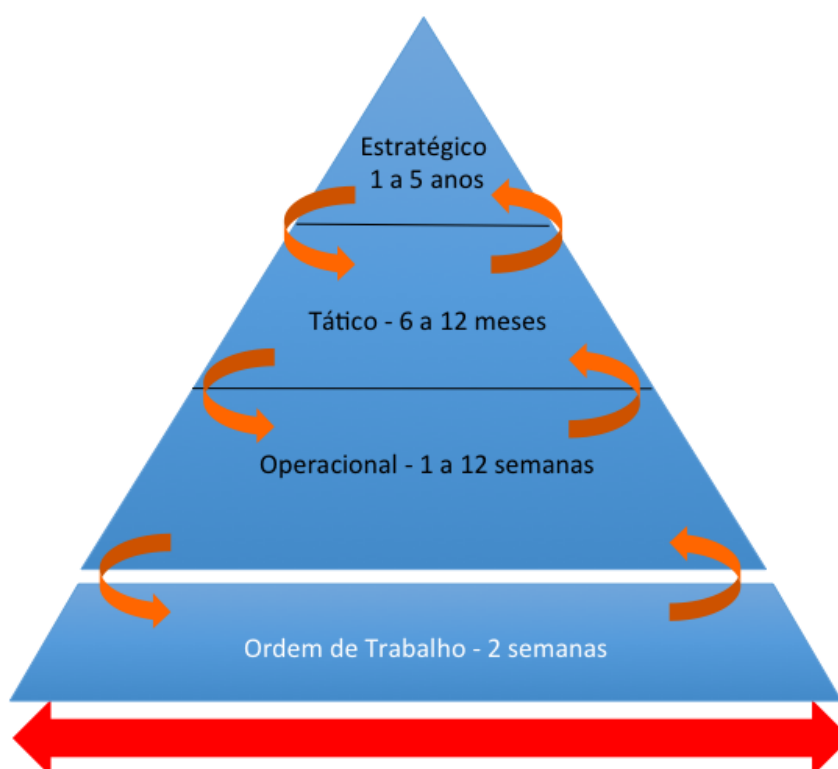 Estratégico
1 a 5 anos
Tático - 6 a 12 meses
Operacional - 1 a 12 semanas
Ordem de Trabalho - 2 semanas